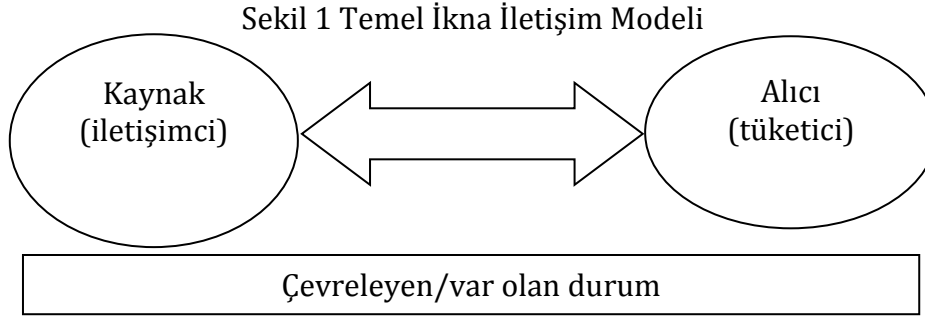 Sekil 1 Temel İkna İletişim Modeli
Kaynak
(iletişimci)
Alıcı
(tüketici)
Çevreleyen/var olan durum